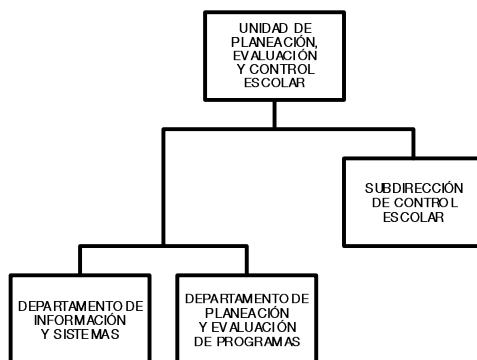 UNIDAD DE
PLANEACIÓN,
EVALUACIÓN
Y CONTROL
ESCOLAR
SUBDIRECCIÓN
DE CONTROL
ESCOLAR
DEPARTAMENTO DE
INFORMACIÓN
Y SISTEMAS
DEPARTAMENTO DE
PLANEACIÓN
Y EVALUACIÓN
DE PROGRAMAS